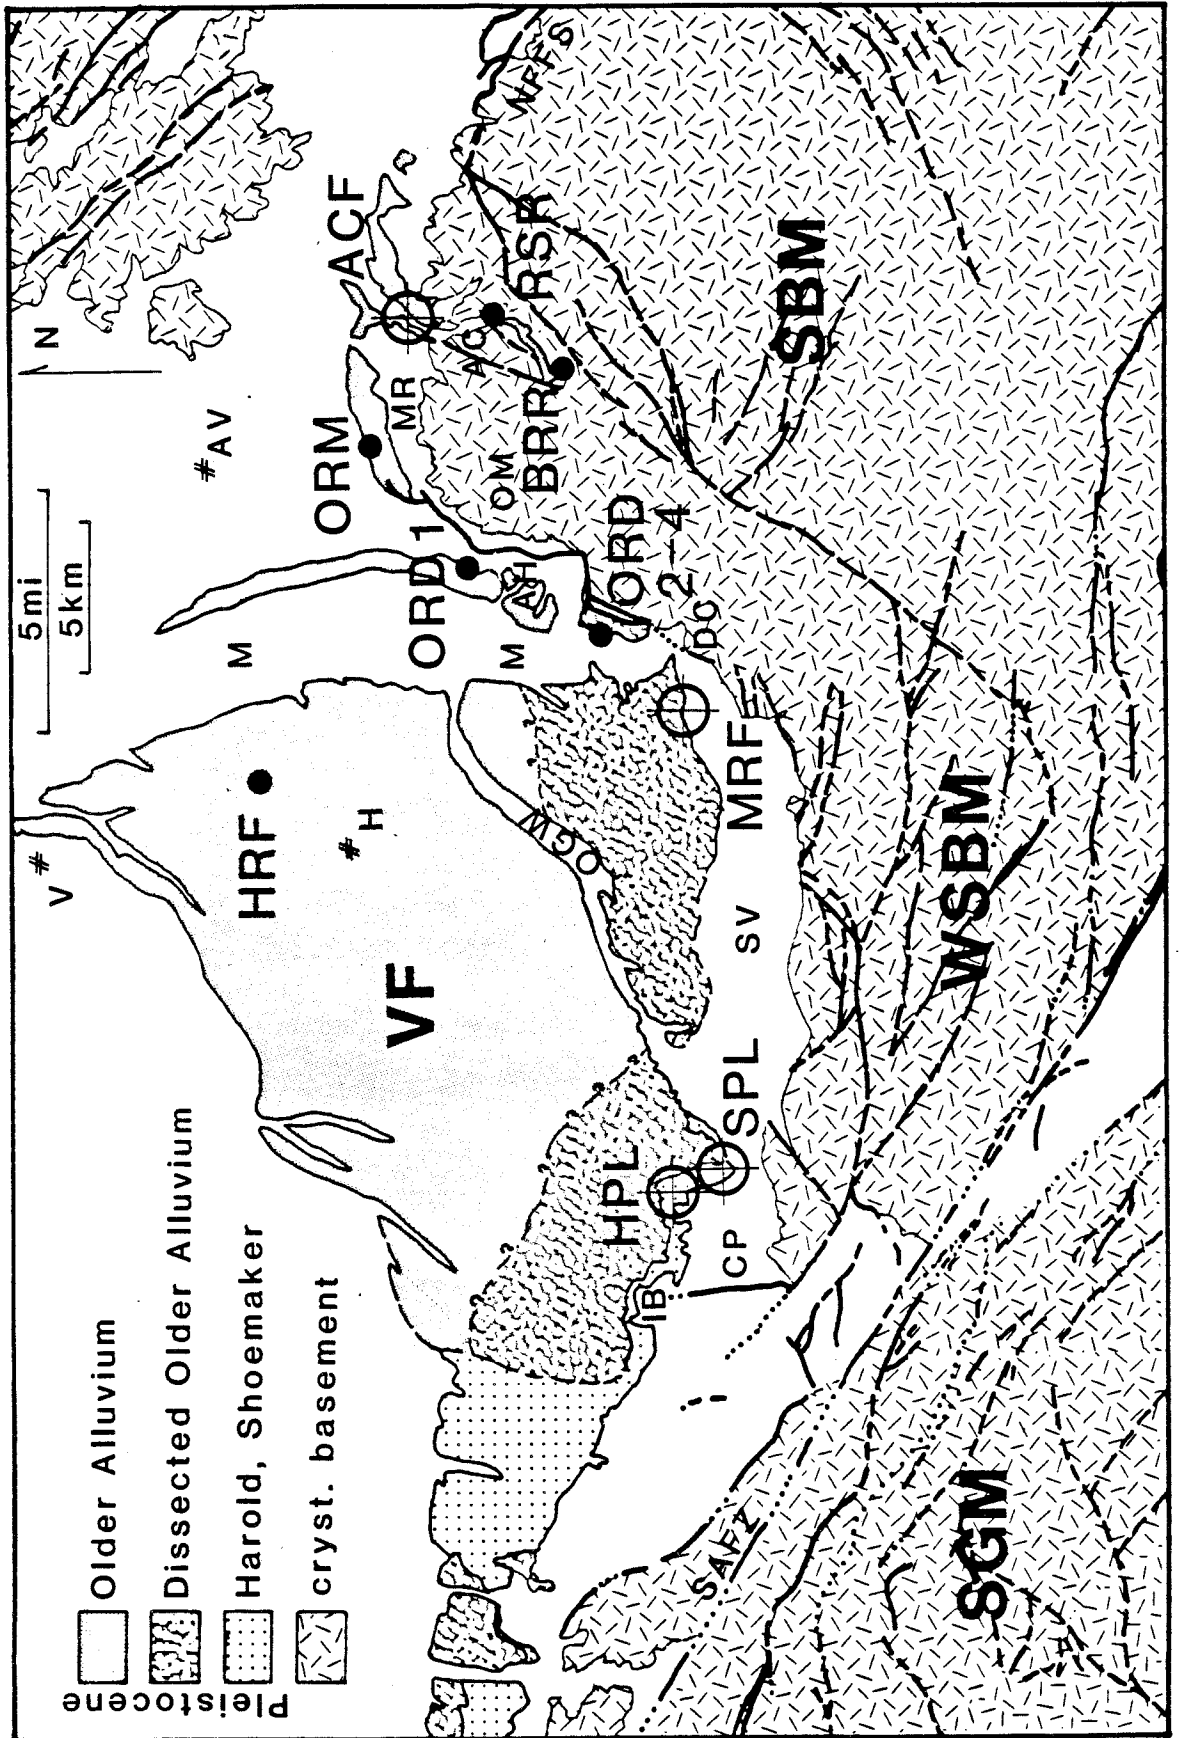 Pleistocene
Older Alluvium
Dissected Older Alluvium
Harold, Shoemaker
cryst. basement
5mi
5km
N
V #
# H
HRF
VF
M
# AV
ORM
ORD 1
ACF
MR
AC
RSR
BRR
OM
AH
M
ORD
2-4
DC
NFFS
OGW
MRF
SV
SPL
HPL
CP
IB
SBM
WSBM
SGM
SAFZ